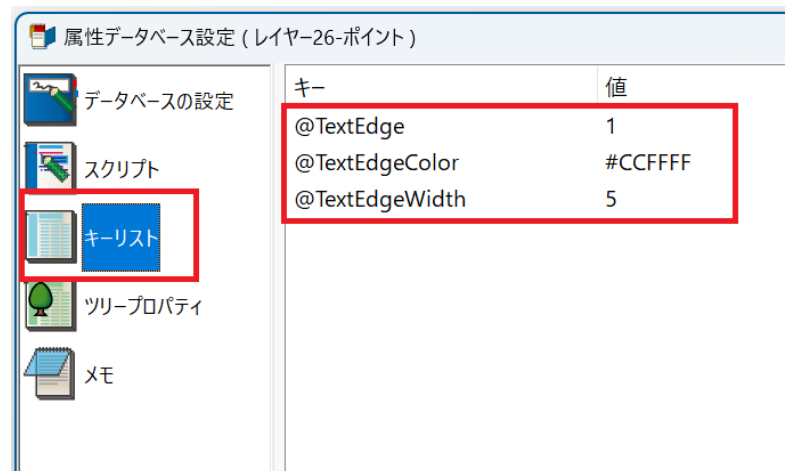 属性データベース設定 ( レイヤー26-ポイント )
データベースの設定
スクリプト
キーリスト
ツリープロパティ
メモ
キー 値
@TextEdge 1
@TextEdgeColor #CCFFFF
@TextEdgeWidth 5